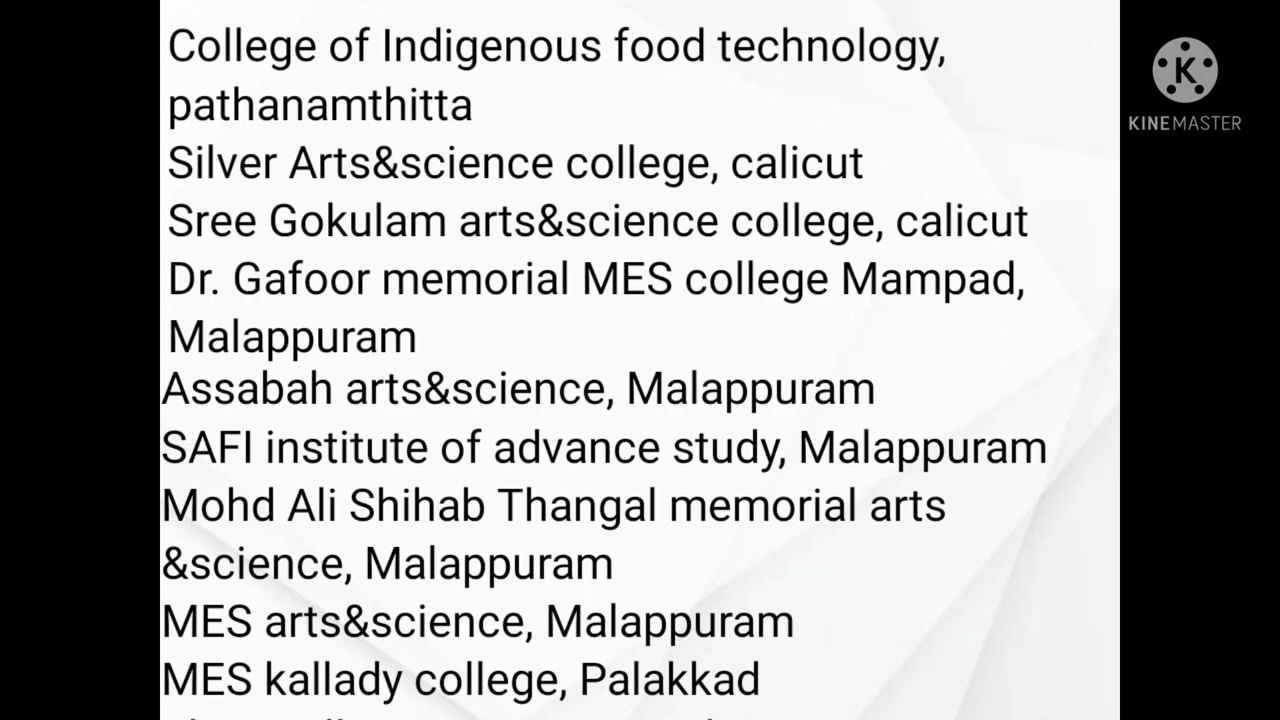 College of Indigenous food technology,
pathanamthitta
Silver Arts&science college, calicut
Sree Gokulam arts&science college, calicut
Dr. Gafoor memorial MES college Mampad,
Malappuram
Assabah arts&science, Malappuram
SAFI institute of advance study, Malappuram
Mohd Ali Shihab Thangal memorial arts
&science, Malappuram
MES arts&science, Malappuram
MES kallady college, Palakkad
K
KINEMASTER